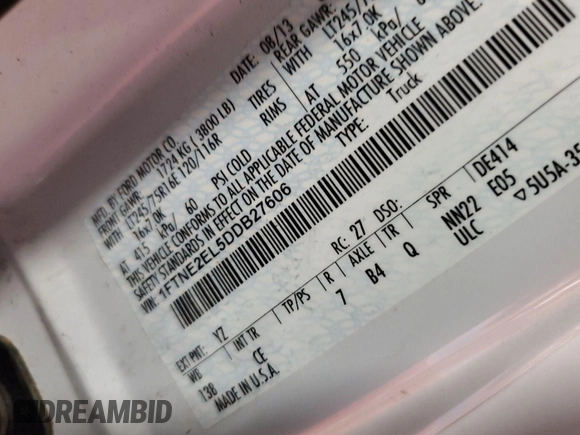 MFD. BY FORD MOTOR CO.
DATE: 08/13
FRONT GAWR: 1724 KG ( 3800 LB)
REAR GAWR:
LT245/75R16E 120/116R TIRES WITH LT245/
16x7.0K RIMS 16x7.0K
AT 415 kPa/ 60 PSI COLD AT 550 kPa/
THIS VEHICLE CONFORMS TO ALL APPLICABLE FEDERAL MOTOR VEHICLE
SAFETY STANDARDS IN EFFECT ON THE DATE OF MANUFACTURE SHOWN ABOVE.
VIN: 1FTNE2EL5DDB27606
TYPE: Truck
EXT PNT: YZ RC: 27 DSO:
WB INT TR TP/PS R AXLE TR SPR DE414
138 CE 7 B4 Q NN22 E05
ULC
MADE IN U.S.A. ▽5U5A-35
DREAMBID